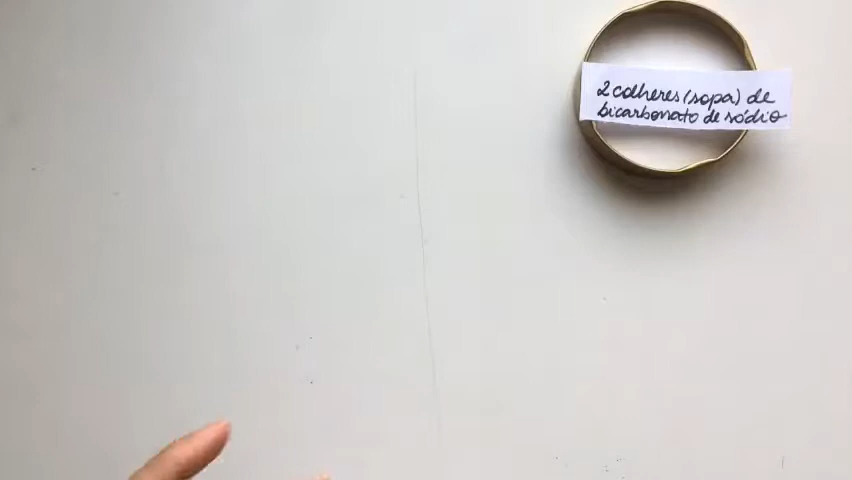 2 colheres (sopa) de
bicarbonato de sódio